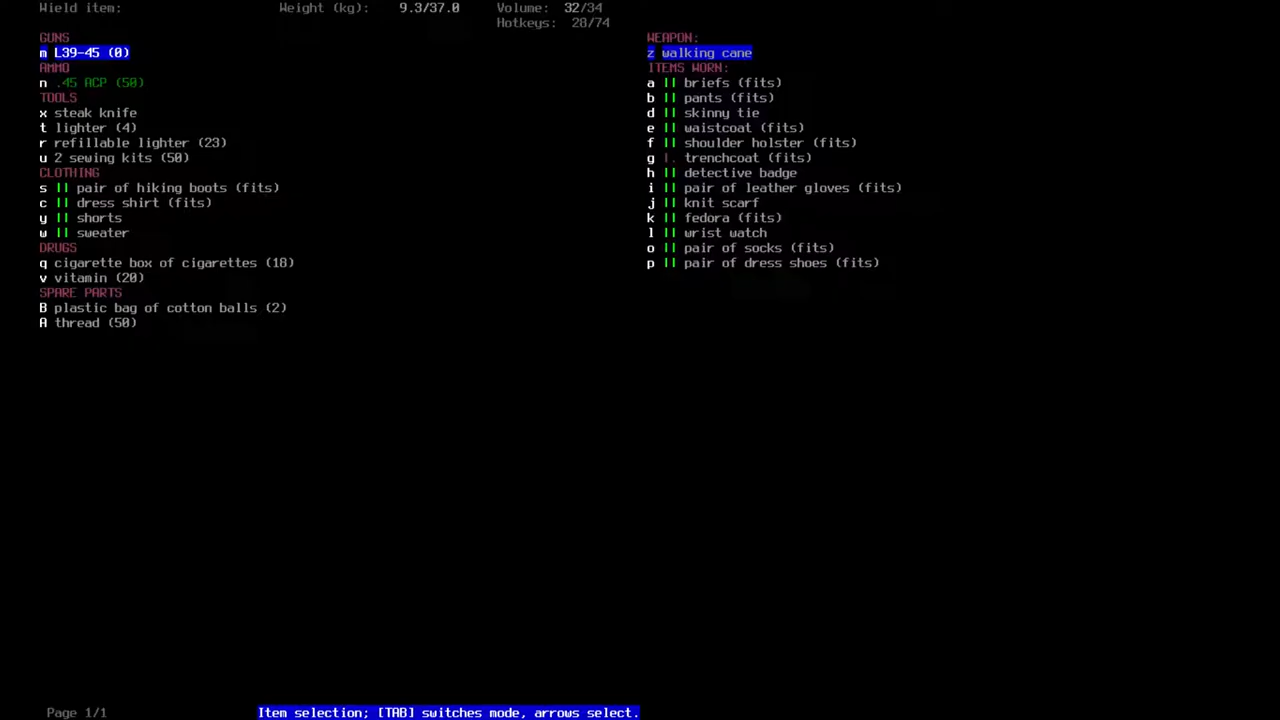 Wield item: Weight (kg): 9.3/37.0 Volume: 32/34
Hotkeys: 28/74
GUNS
m L39-45 (0)
AMMO
n .45 ACP (50)
TOOLS
x steak knife
t lighter (4)
r refillable lighter (23)
u 2 sewing kits (50)
CLOTHING
s || pair of hiking boots (fits)
c || dress shirt (fits)
y || shorts
w || sweater
DRUGS
q cigarette box of cigarettes (18)
v vitamin (20)
SPARE PARTS
B plastic bag of cotton balls (2)
A thread (50)
WEAPON:
z walking cane
ITEMS WORN:
a || briefs (fits)
b || pants (fits)
d || skinny tie
e || waistcoat (fits)
f || shoulder holster (fits)
g |. trenchcoat (fits)
h || detective badge
i || pair of leather gloves (fits)
j || knit scarf
k || fedora (fits)
l || wrist watch
o || pair of socks (fits)
p || pair of dress shoes (fits)
Page 1/1 Item selection; [TAB] switches mode, arrows select.